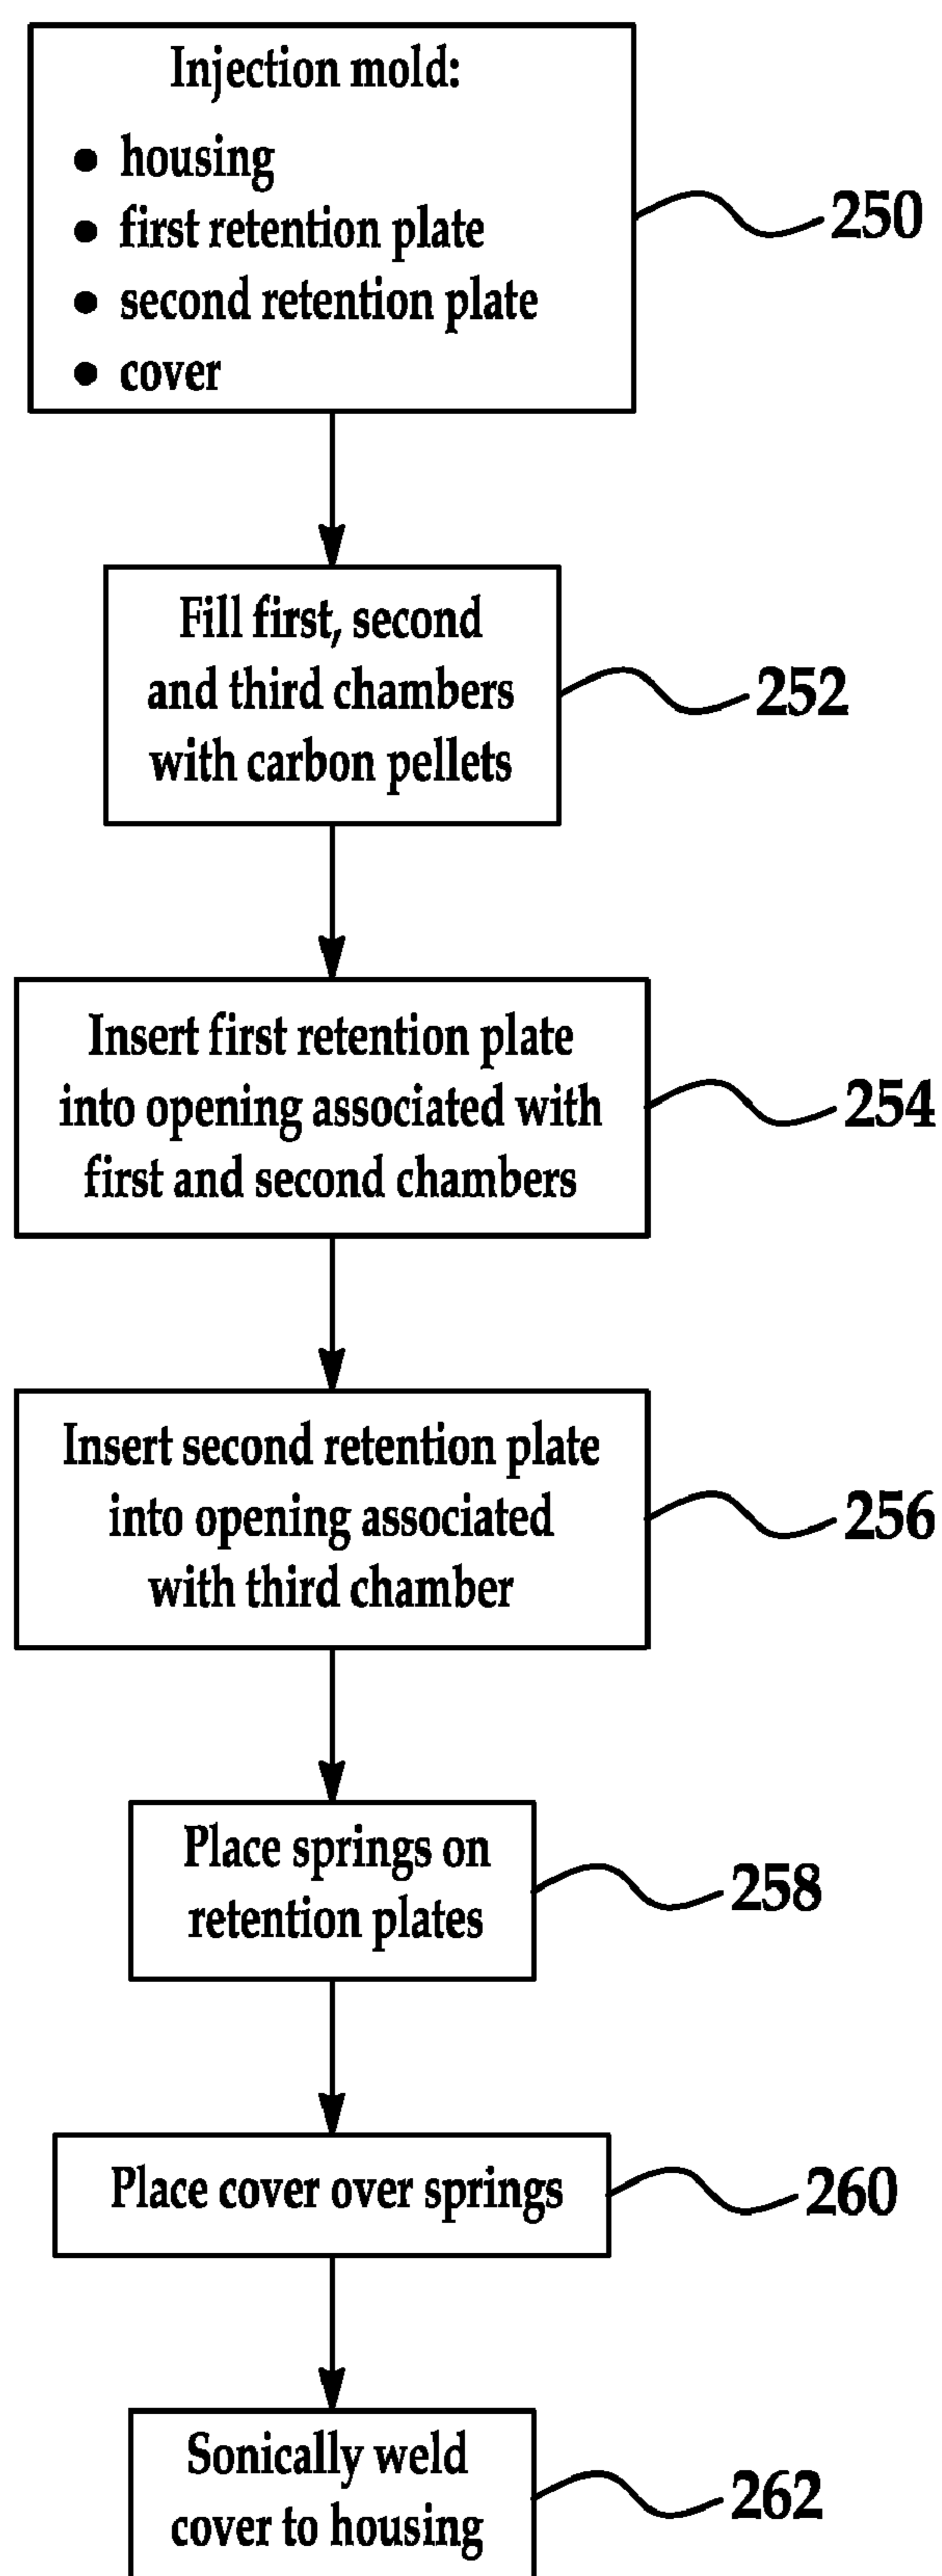 Injection mold:
● housing
● first retention plate
● second retention plate
● cover
250
Fill first, second
and third chambers
with carbon pellets
252
Insert first retention plate
into opening associated with
first and second chambers
254
Insert second retention plate
into opening associated
with third chamber
256
Place springs on
retention plates
258
Place cover over springs
260
Sonically weld
cover to housing
262